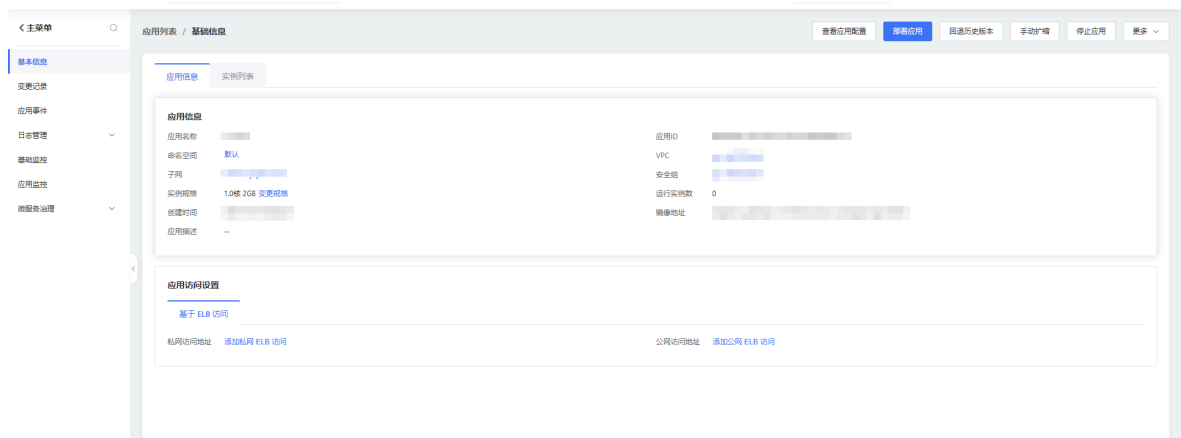 主菜单
应用列表 / 基础信息
查看应用配置 部署应用 回退历史版本 手动扩缩 停止应用 更多
基本信息
变更记录
应用事件
日志管理
基础监控
应用监控
微服务治理
应用信息 实例列表
应用信息
应用名称 应用ID
命名空间 默认 VPC
子网 安全组
实例规格 1.0核 2GB 变更规格 运行实例数 0
创建时间 镜像地址
应用描述 --
应用访问设置
基于 ELB 访问
私网访问地址 添加私网 ELB 访问 公网访问地址 添加公网 ELB 访问